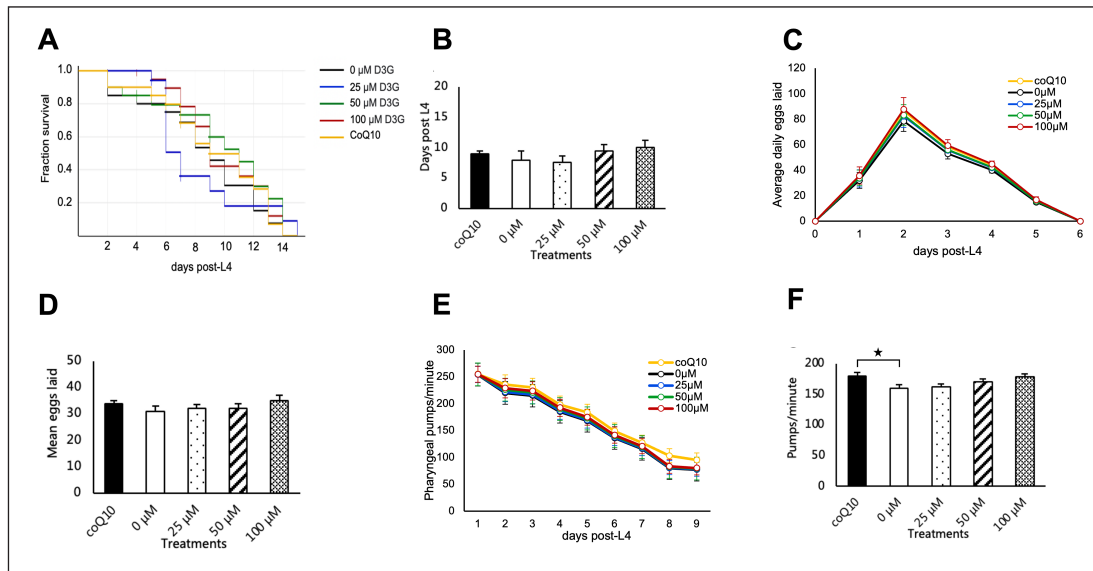 A
Fraction survival
1.0
0.8
0.6
0.4
0.2
2 4 6 8 10 12 14
days post-L4
0 µM D3G
25 µM D3G
50 µM D3G
100 µM D3G
CoQ10
B
Days post L4
25
20
15
10
5
0
coQ10 0 µM 25 µM 50 µM 100 µM
Treatments
C
Average daily eggs laid
120
100
80
60
40
20
0
0 1 2 3 4 5 6
days post-L4
coQ10
0µM
25µM
50µM
100µM
D
Mean eggs laid
50
40
30
20
10
0
coQ10 0 µM 25 µM 50 µM 100 µM
Treatments
E
Pharyngeal pumps/minute
300
250
200
150
100
50
0
1 2 3 4 5 6 7 8 9
days post-L4
coQ10
0µM
25µM
50µM
100µM
F
Pumps/minute
200
150
100
50
0
★
coQ10 0 µM 25 µM 50 µM 100 µM
Treatments